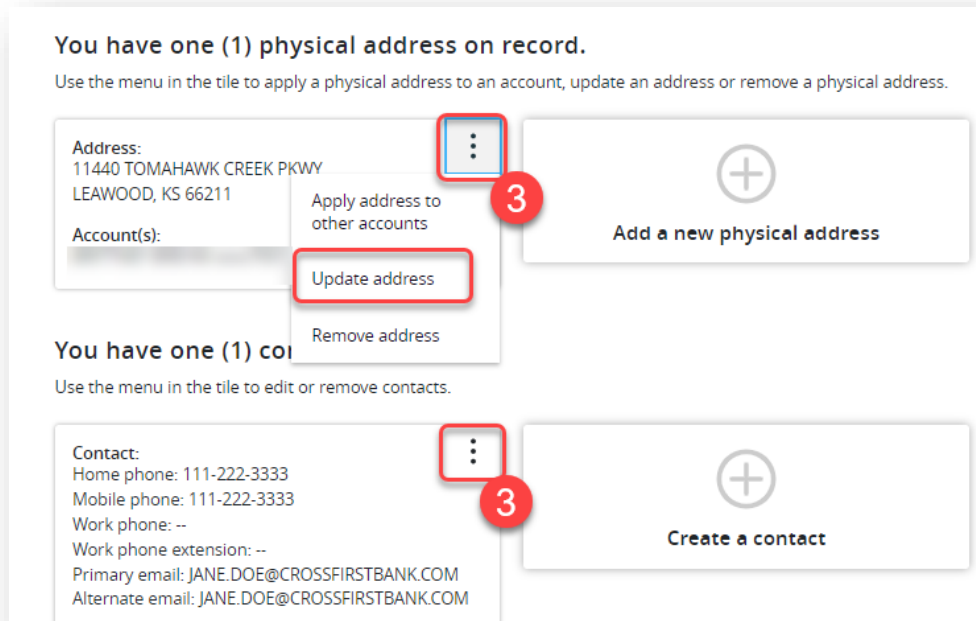 You have one (1) physical address on record.
Use the menu in the tile to apply a physical address to an account, update an address or remove a physical address.
Address:
11440 TOMAHAWK CREEK PKWY
LEAWOOD, KS 66211
Account(s):
3
Apply address to
other accounts
Update address
Remove address
Add a new physical address
You have one (1)
Use the menu in the tile to edit or remove contacts.
Contact:
Home phone: 111-222-3333
Mobile phone: 111-222-3333
Work phone: --
Work phone extension: --
Primary email: JANE.DOE@CROSSFIRSTBANK.COM
Alternate email: JANE.DOE@CROSSFIRSTBANK.COM
3
Create a contact